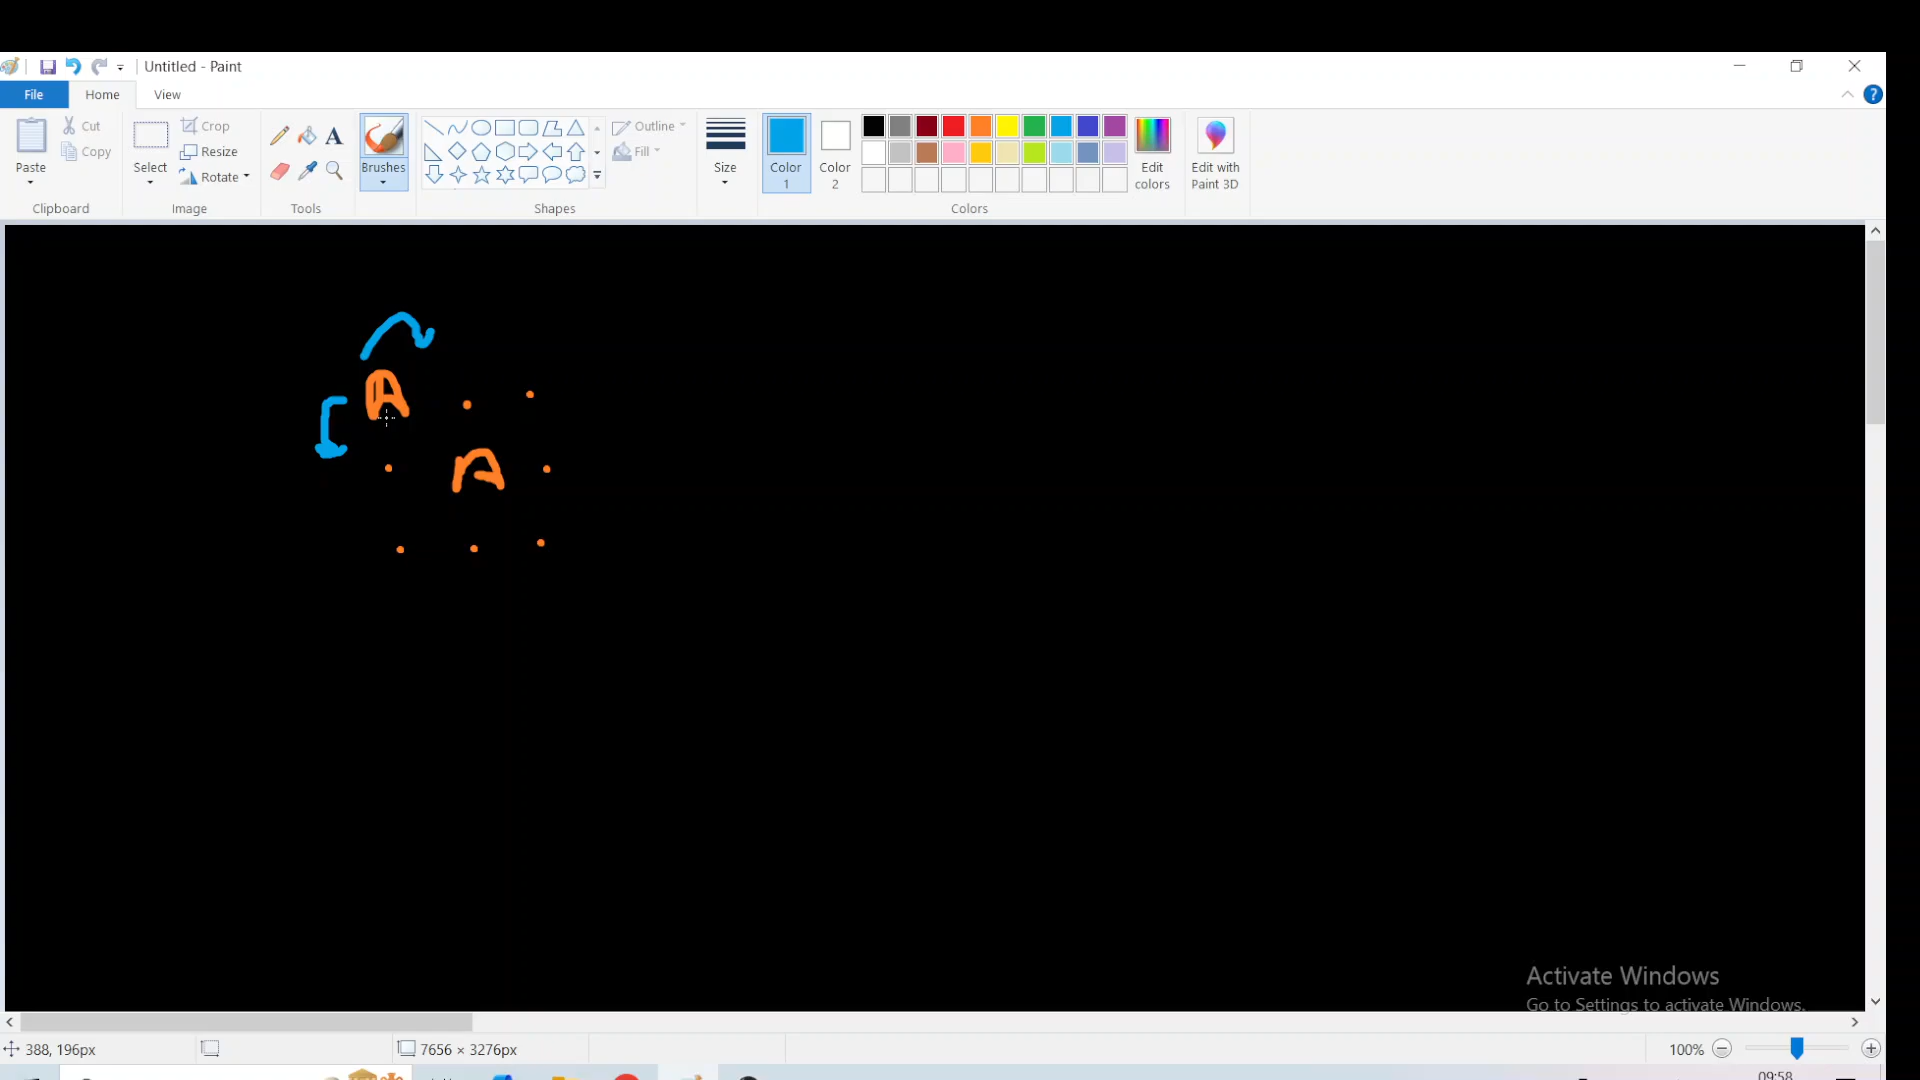 Untitled - Paint
File Home View
Paste
Cut
Copy
Clipboard
Select
Crop
Resize
Rotate
Image
A
Tools
Brushes
Shapes
Outline
Fill
Size
Color 1
Color 2
Colors
Edit colors
Edit with Paint 3D
A . .
. A .
. . .
Activate Windows
Go to Settings to activate Windows.
388, 196px
7656 × 3276px
100%
09:58